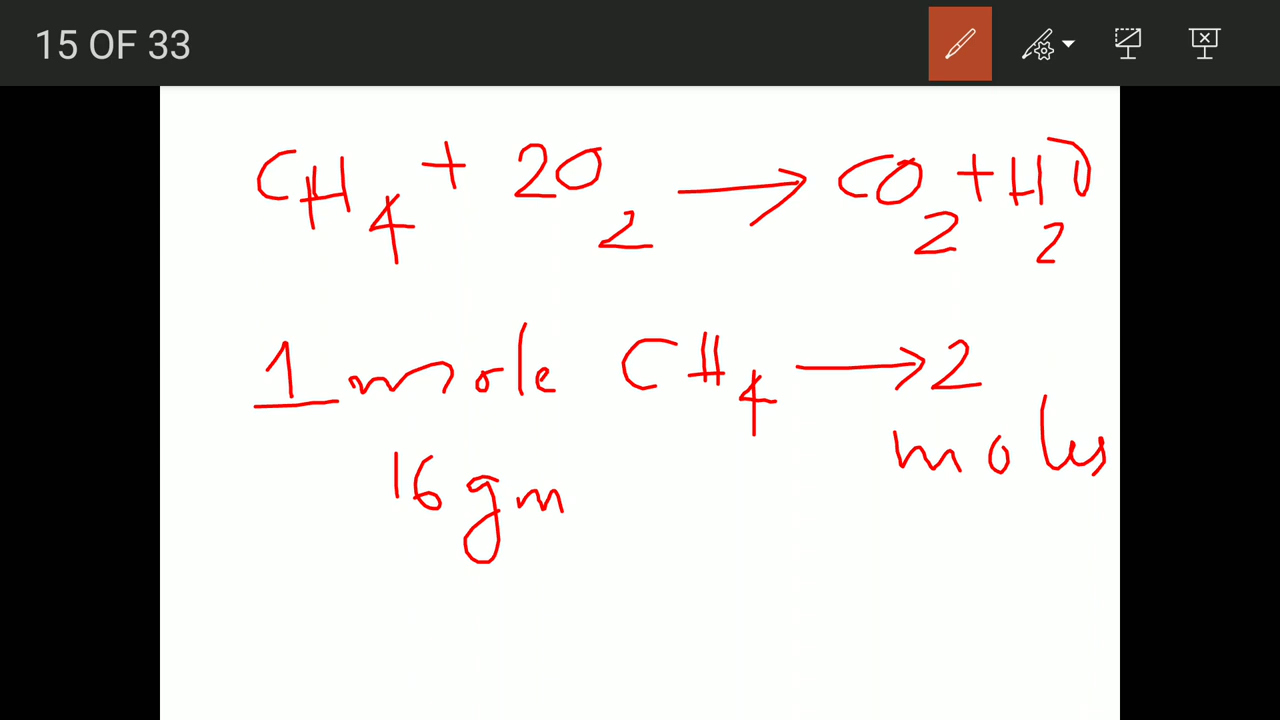 15 OF 33
CH₄ + 2O₂ → CO₂ + H₂O
1 mole CH₄ → 2
moles
16 gm